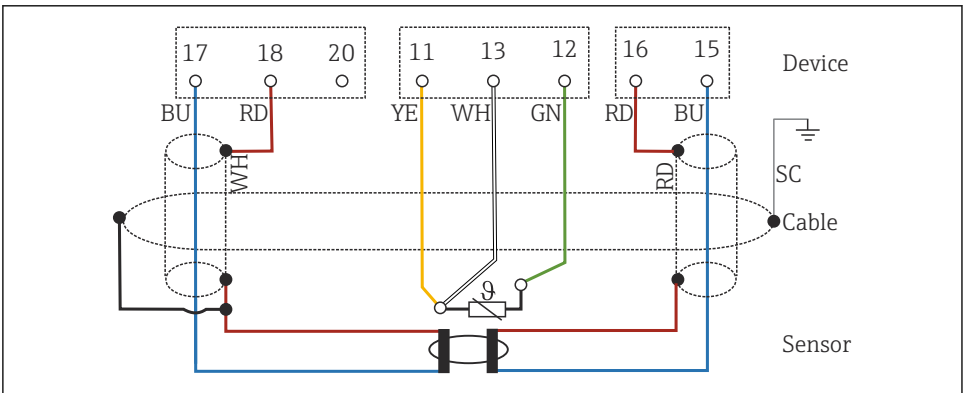 17 18 20 11 13 12 16 15
Device
BU RD YE WH GN RD BU
WH RD SC
Cable
ϑ
Sensor